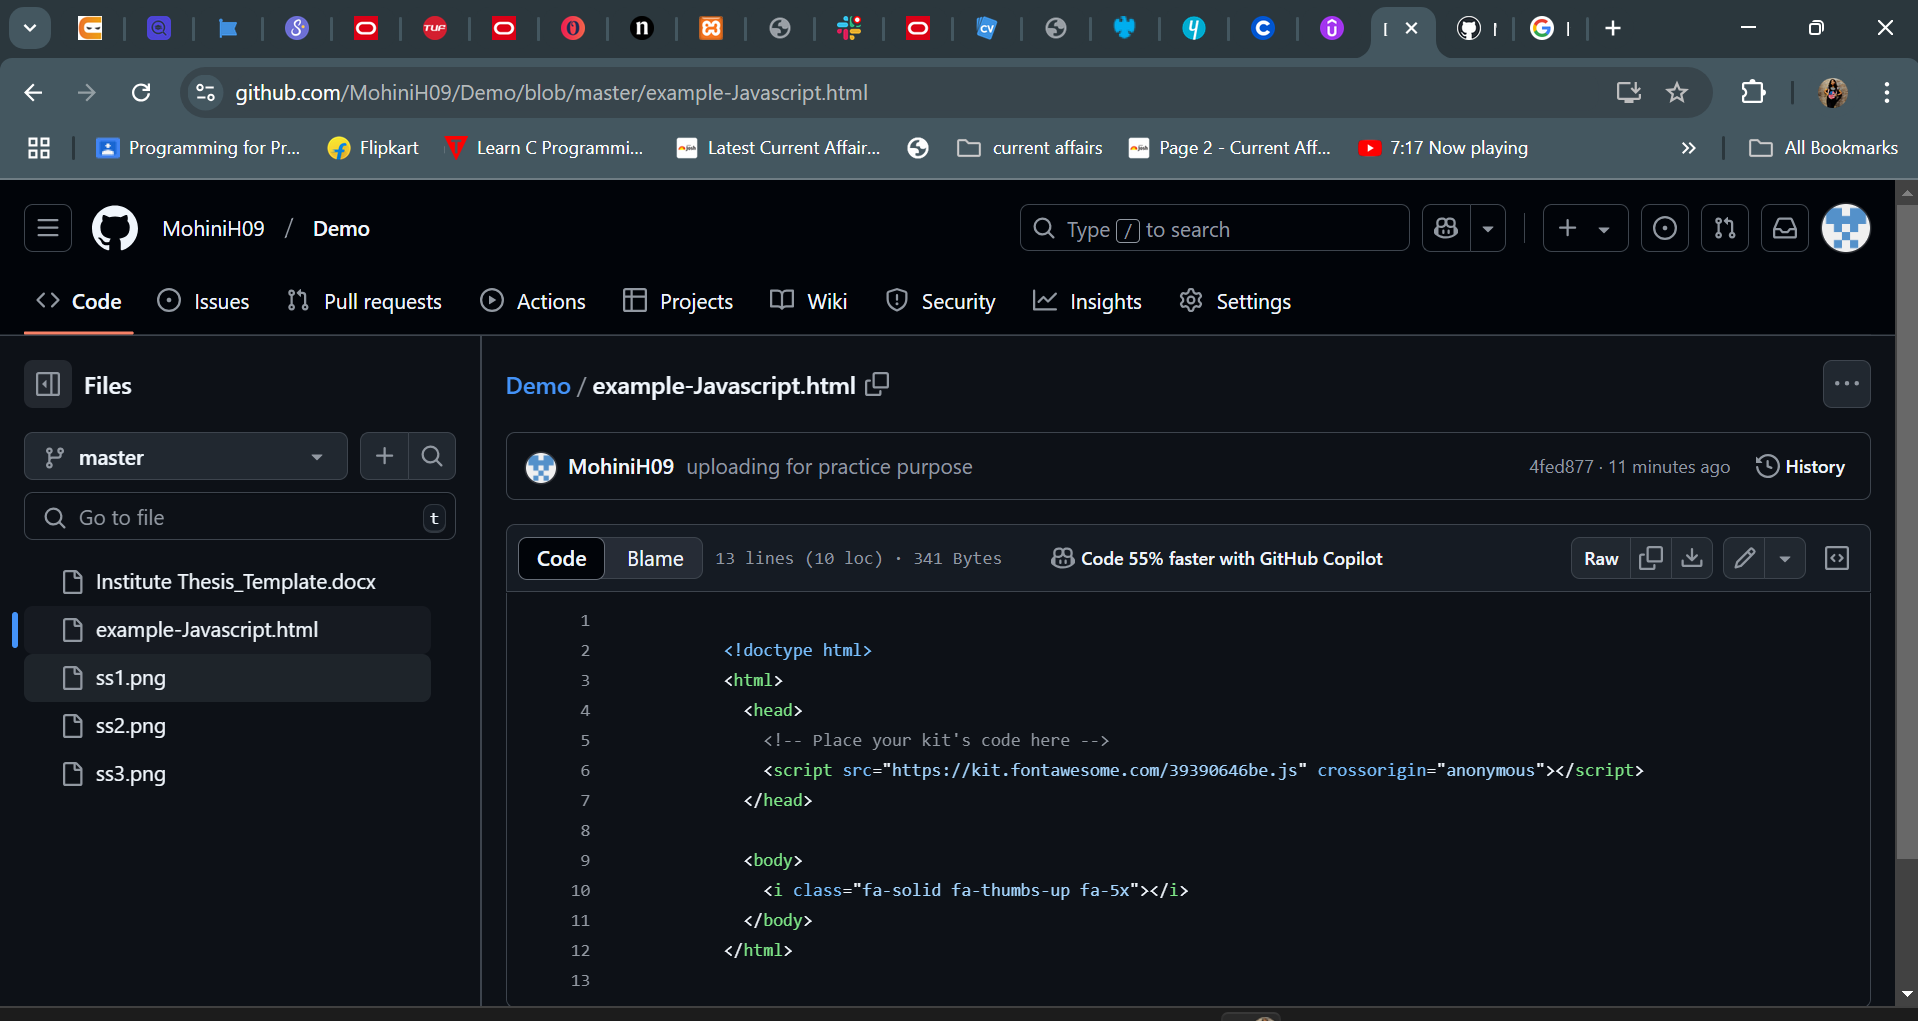 TUF
n
CV
y
C
û
[
github.com/MohiniH09/Demo/blob/master/example-Javascript.html
Programming for Pr...
Flipkart
Learn C Programmi...
Latest Current Affair...
current affairs
Page 2 - Current Aff...
7:17 Now playing
»
All Bookmarks
MohiniH09 / Demo
Type / to search
Code
Issues
Pull requests
Actions
Projects
Wiki
Security
Insights
Settings
Files
master
Go to file
t
Institute Thesis_Template.docx
example-Javascript.html
ss1.png
ss2.png
ss3.png
Demo / example-Javascript.html
MohiniH09 uploading for practice purpose
4fed877 · 11 minutes ago
History
Code
Blame
13 lines (10 loc) · 341 Bytes
Code 55% faster with GitHub Copilot
Raw
1
2 <!doctype html>
3 <html>
4 <head>
5 <!-- Place your kit's code here -->
6 <script src="https://kit.fontawesome.com/39390646be.js" crossorigin="anonymous"></script>
7 </head>
8
9 <body>
10 <i class="fa-solid fa-thumbs-up fa-5x"></i>
11 </body>
12 </html>
13